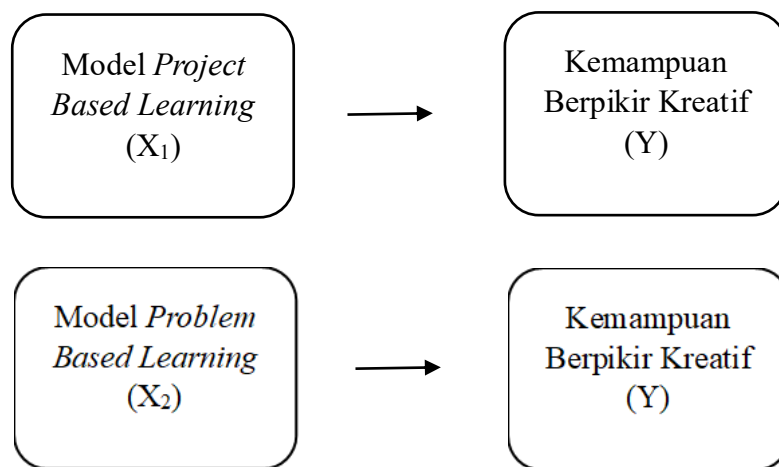 Model Project
Based Learning
(X₁)
Kemampuan
Berpikir Kreatif
(Y)
Model Problem
Based Learning
(X₂)
Kemampuan
Berpikir Kreatif
(Y)